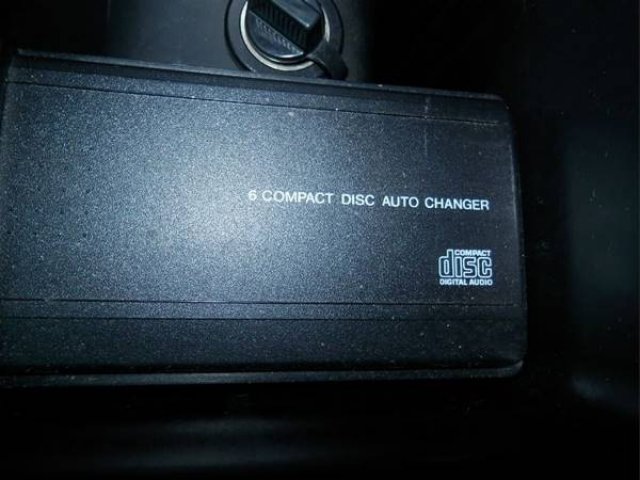 6 COMPACT DISC AUTO CHANGER
COMPACT
disc
DIGITAL AUDIO